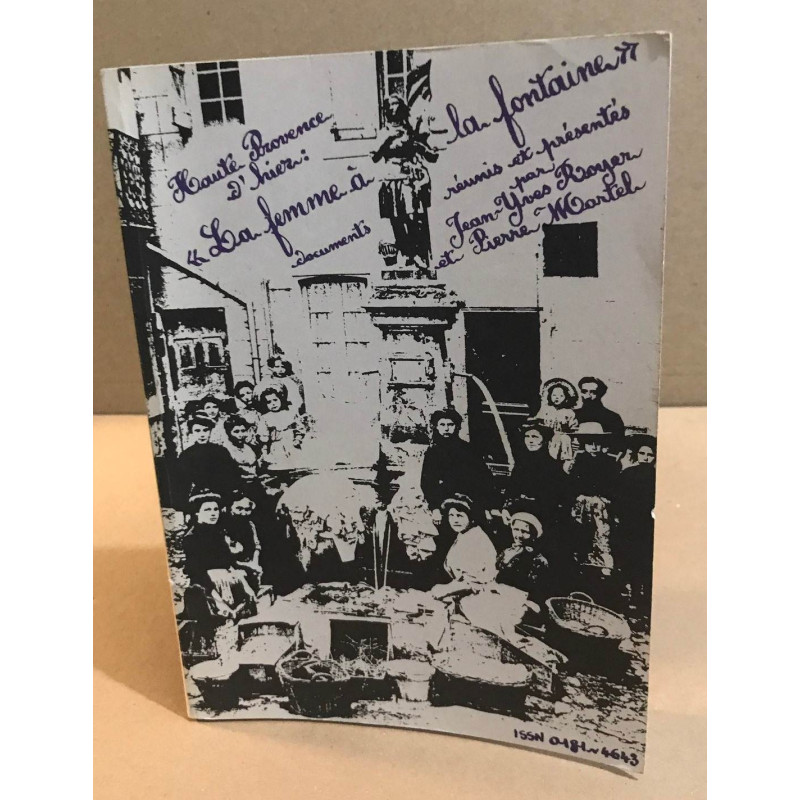 Haute Provence
d'hier:
« La femme à la fontaine »
documents réunis et présentés
par
Jean-Yves Royer
et Pierre Martel
ISSN 0181-4643